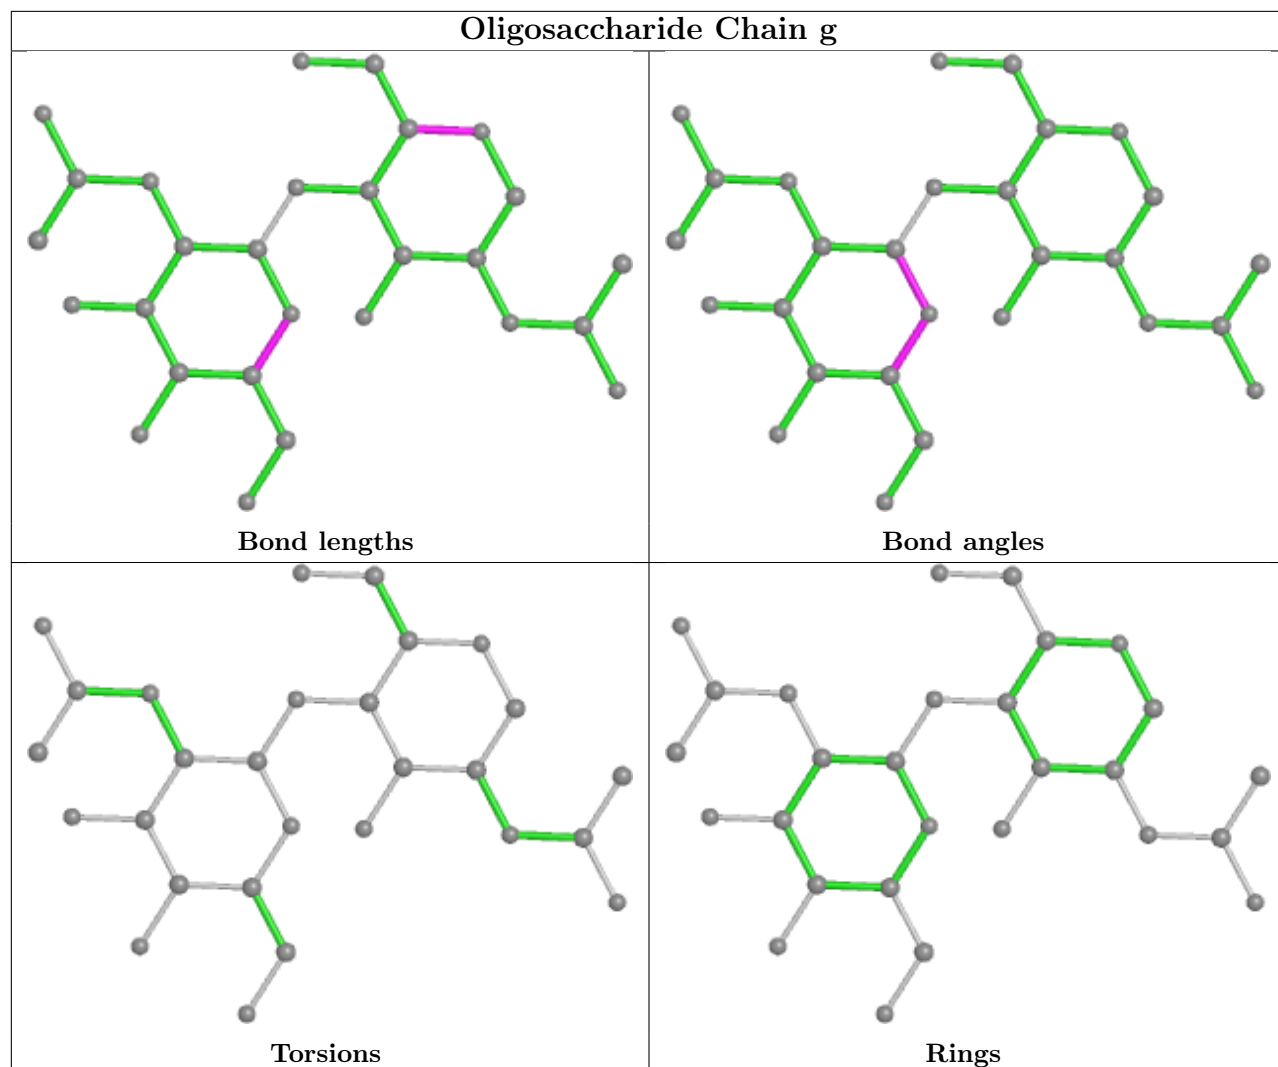 Oligosaccharide Chain g
Bond lengths
Bond angles
Torsions
Rings